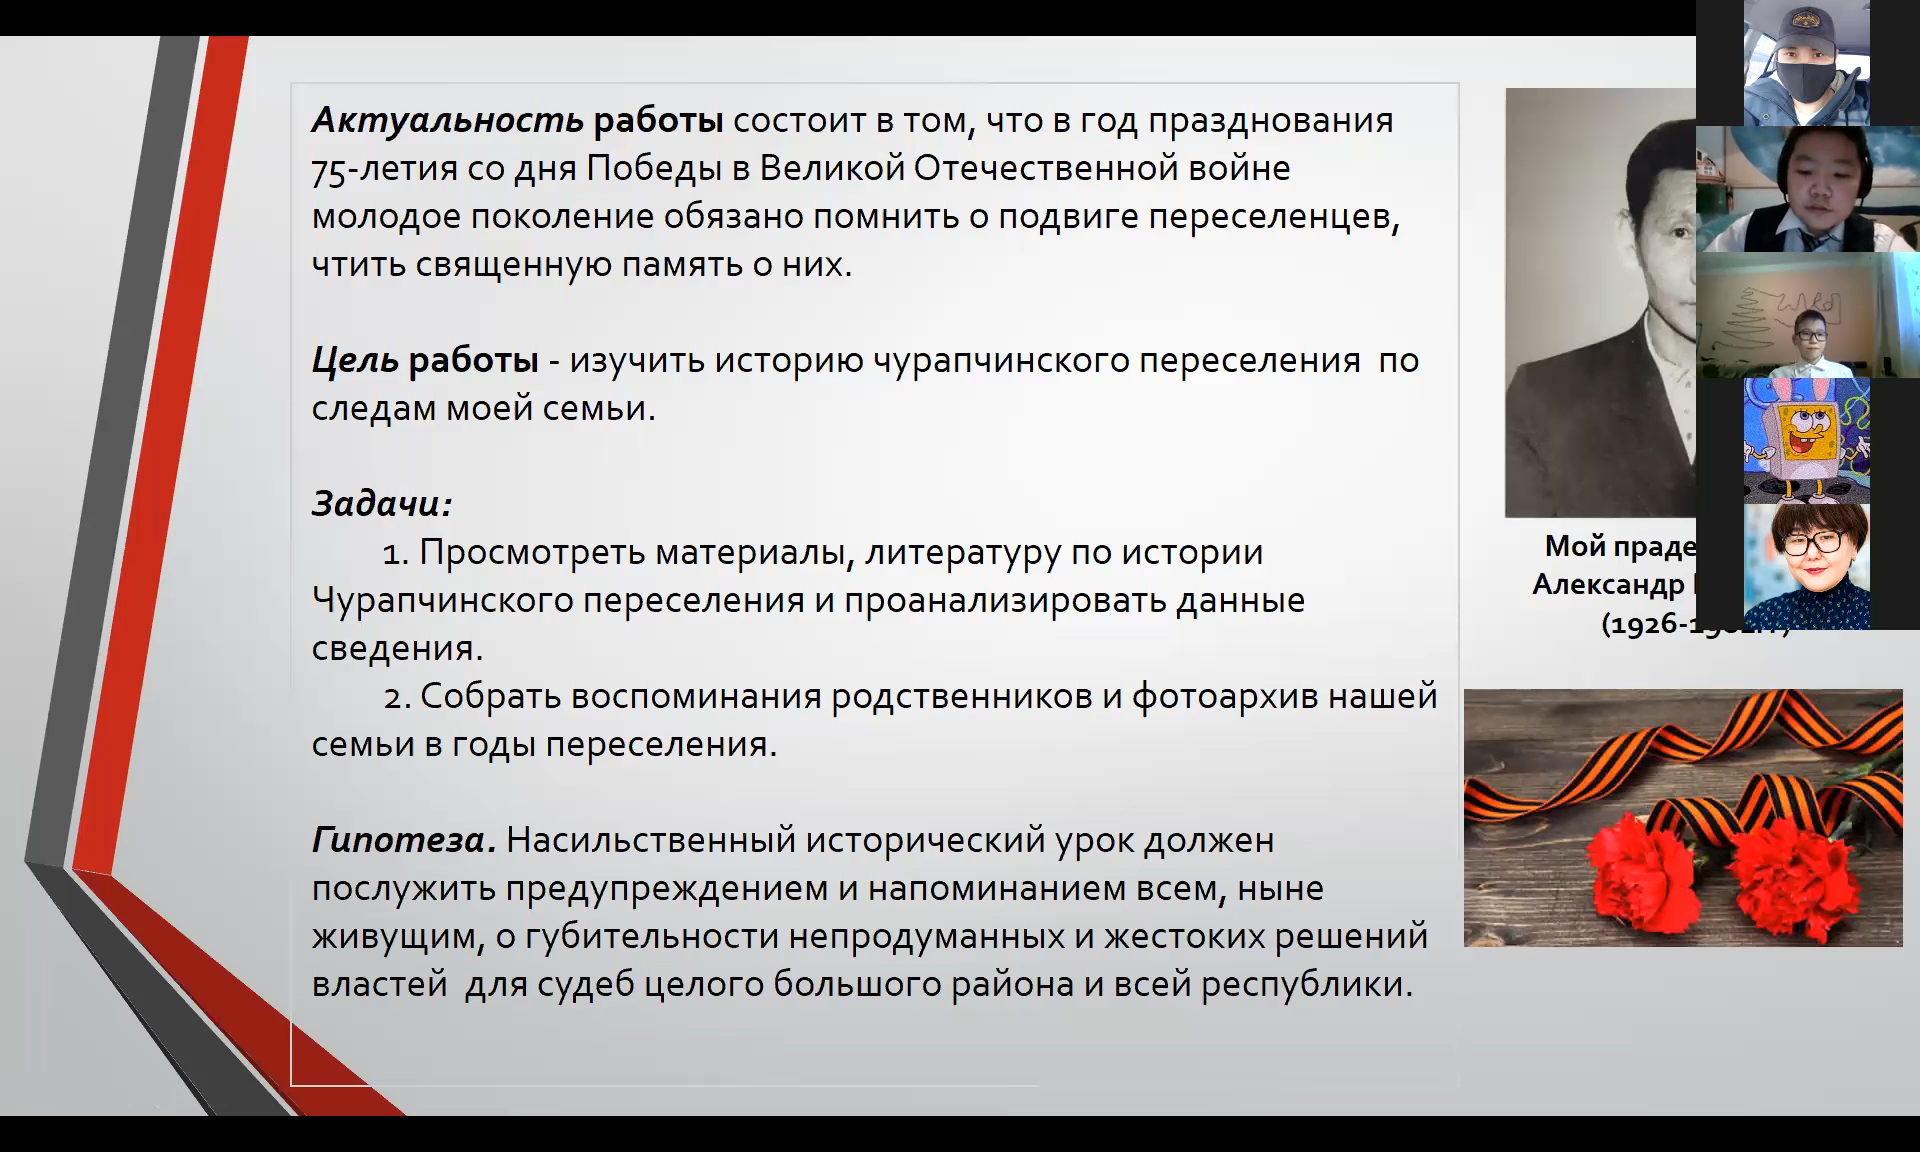 Актуальность работы состоит в том, что в год празднования
75-летия со дня Победы в Великой Отечественной войне
молодое поколение обязано помнить о подвиге переселенцев,
чтить священную память о них.
Цель работы - изучить историю чурапчинского переселения по
следам моей семьи.
Задачи:
1. Просмотреть материалы, литературу по истории
Чурапчинского переселения и проанализировать данные
сведения.
2. Собрать воспоминания родственников и фотоархив нашей
семьи в годы переселения.
Гипотеза. Насильственный исторический урок должен
послужить предупреждением и напоминанием всем, ныне
живущим, о губительности непродуманных и жестоких решений
властей для судеб целого большого района и всей республики.
Мой
Александр
(1926-